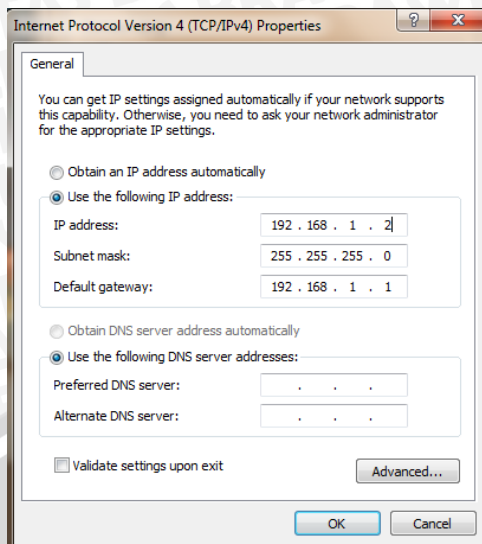 Internet Protocol Version 4 (TCP/IPv4) Properties
General
You can get IP settings assigned automatically if your network supports
this capability. Otherwise, you need to ask your network administrator
for the appropriate IP settings.
Obtain an IP address automatically
Use the following IP address:
IP address: 192 . 168 . 1 . 2
Subnet mask: 255 . 255 . 255 . 0
Default gateway: 192 . 168 . 1 . 1
Obtain DNS server address automatically
Use the following DNS server addresses:
Preferred DNS server: . . .
Alternate DNS server: . . .
Validate settings upon exit
Advanced...
OK Cancel